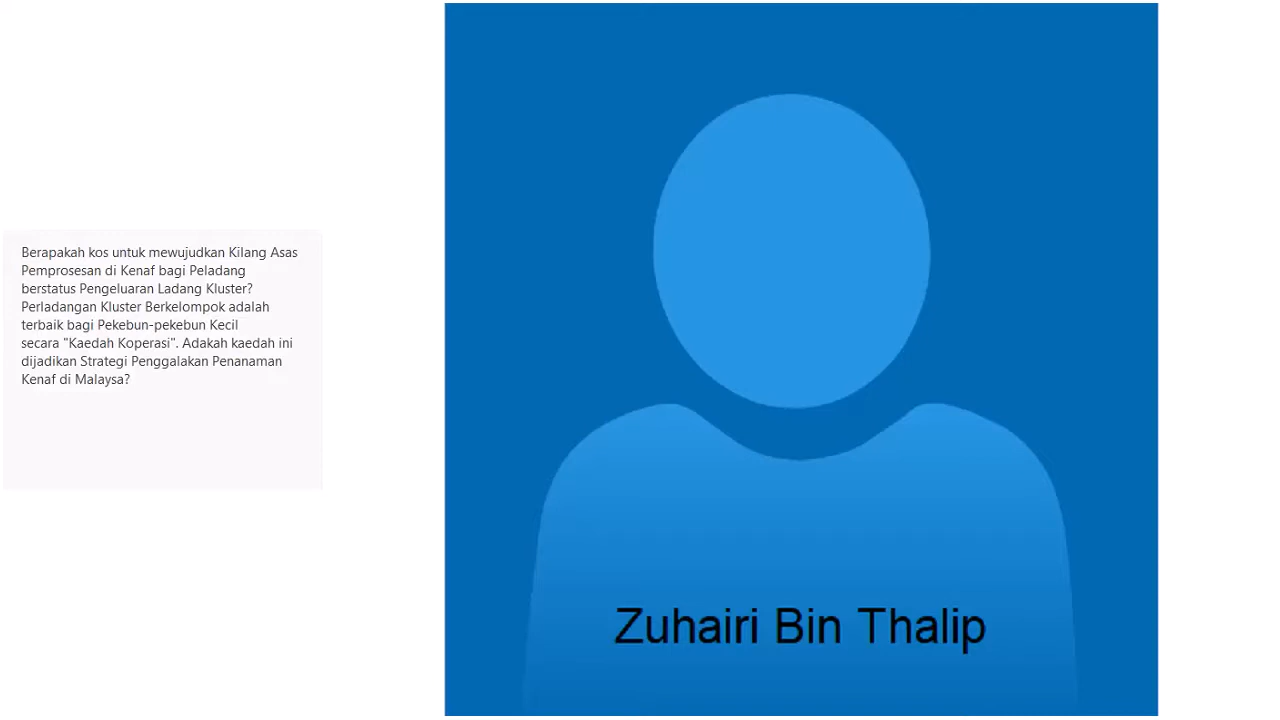 Berapakah kos untuk mewujudkan Kilang Asas
Pemprosesan di Kenaf bagi Peladang
berstatus Pengeluaran Ladang Kluster?
Perladangan Kluster Berkelompok adalah
terbaik bagi Pekebun-pekebun Kecil
secara "Kaedah Koperasi". Adakah kaedah ini
dijadikan Strategi Penggalakan Penanaman
Kenaf di Malaysa?
Zuhairi Bin Thalip